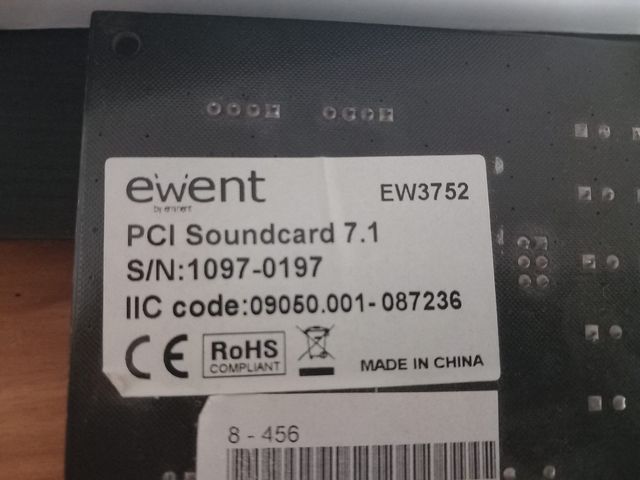 ewent
by eminent
EW3752
PCI Soundcard 7.1
S/N:1097-0197
IIC code:09050.001-087236
CE
RoHS
COMPLIANT
MADE IN CHINA
8 - 456